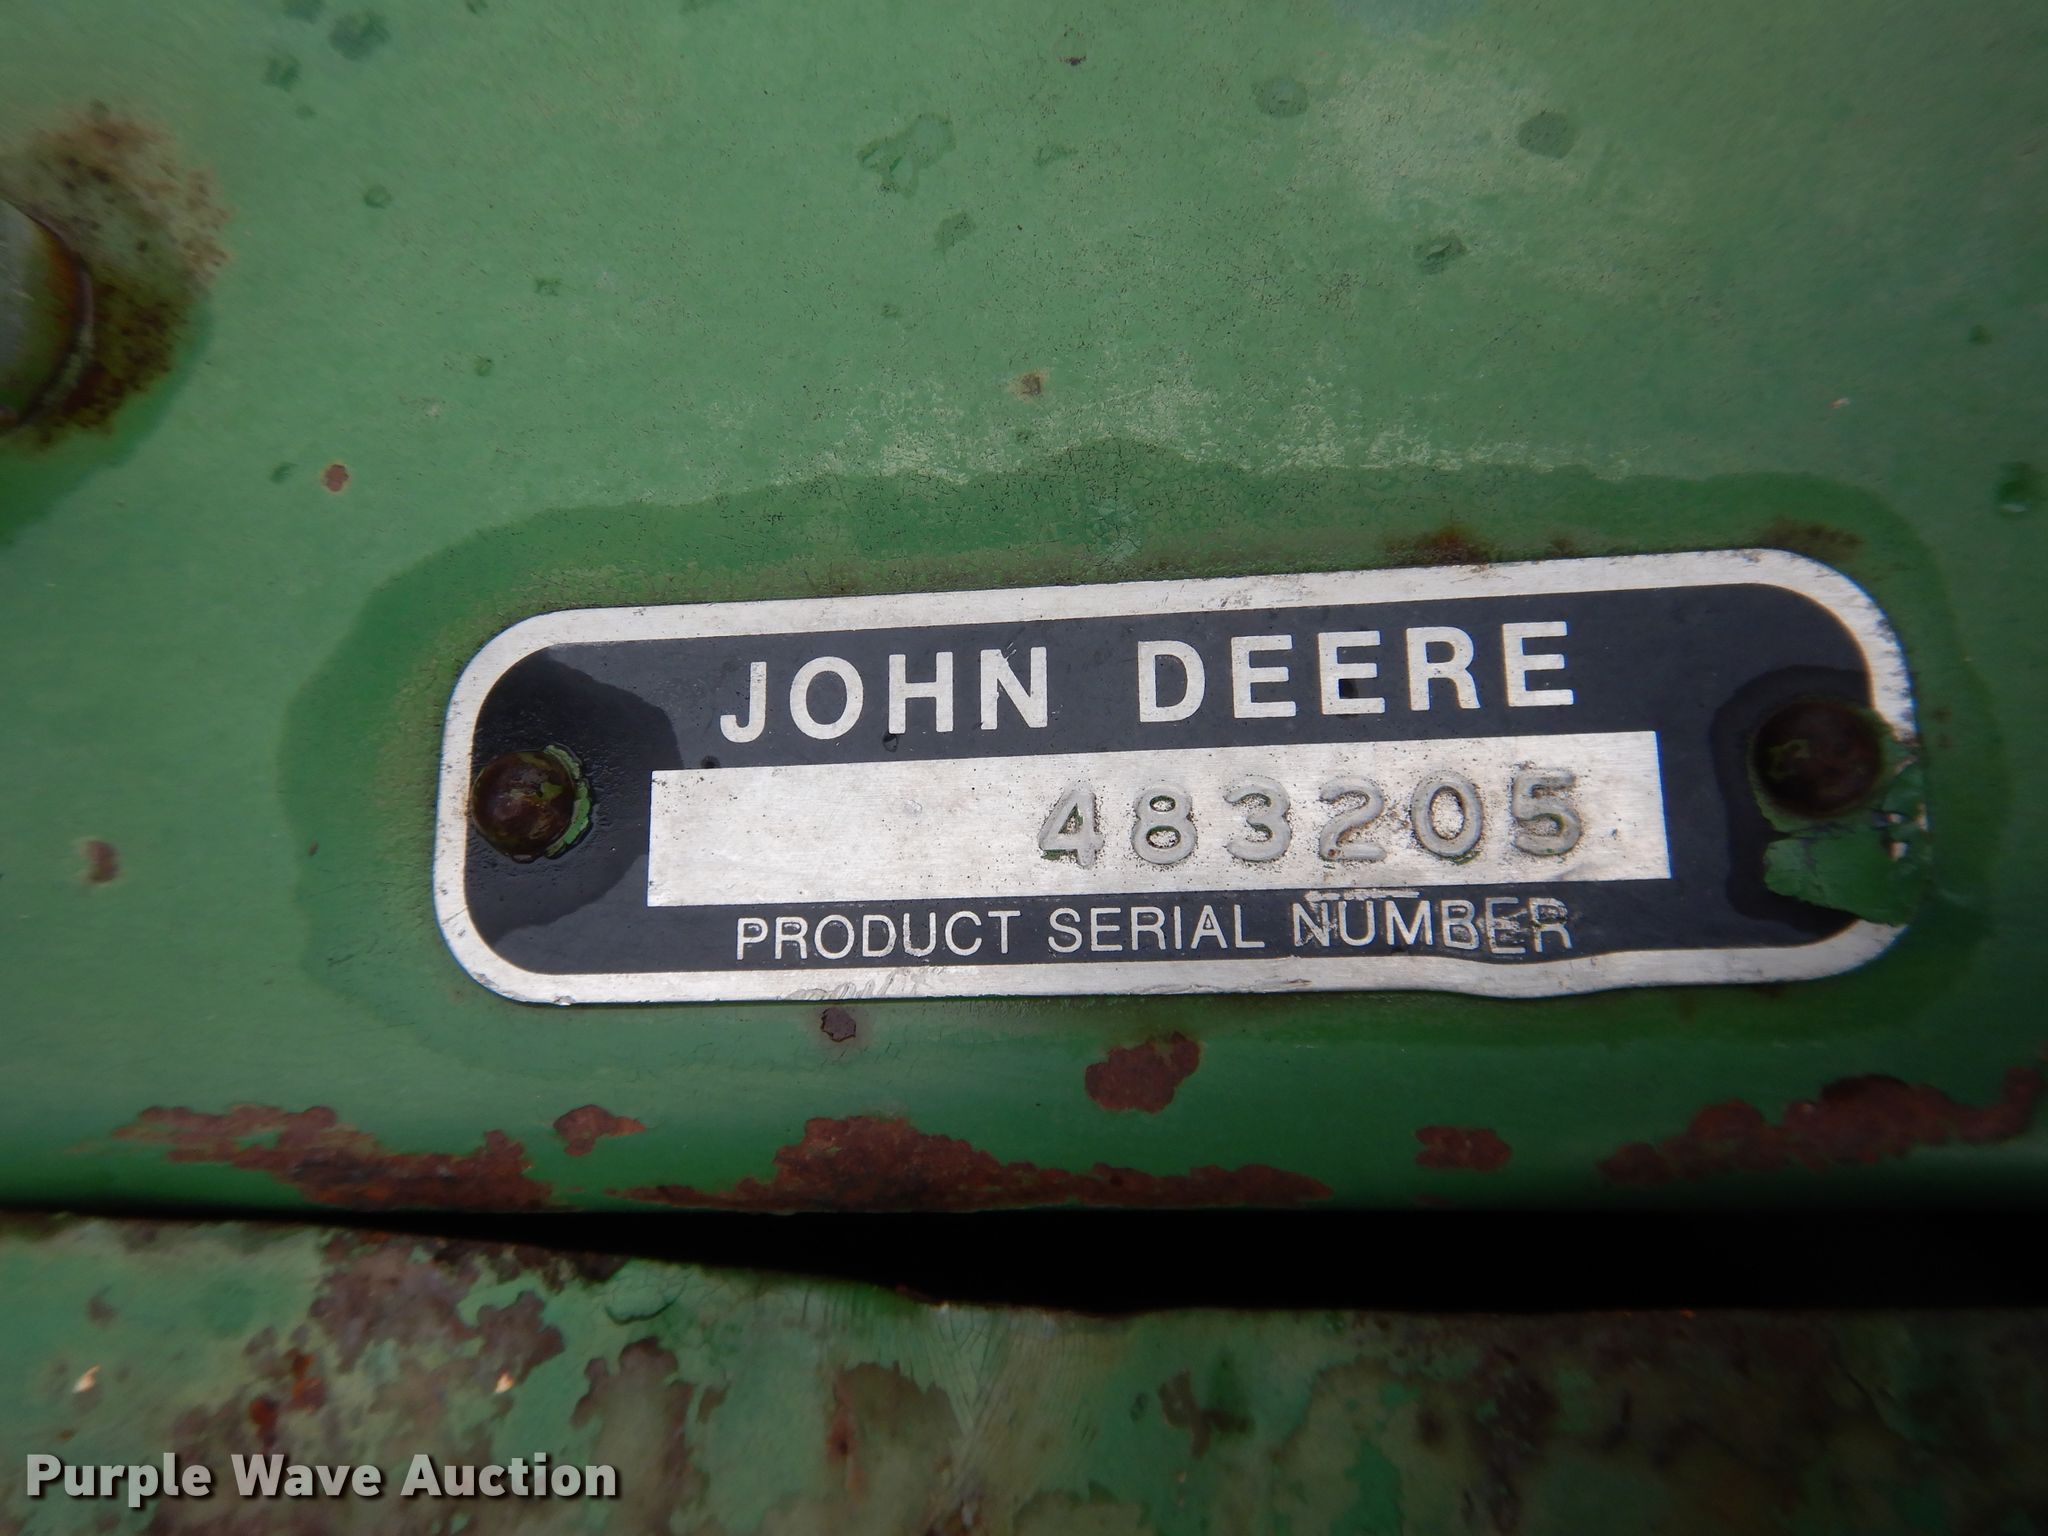 JOHN DEERE
483205
PRODUCT SERIAL NUMBER
Purple Wave Auction